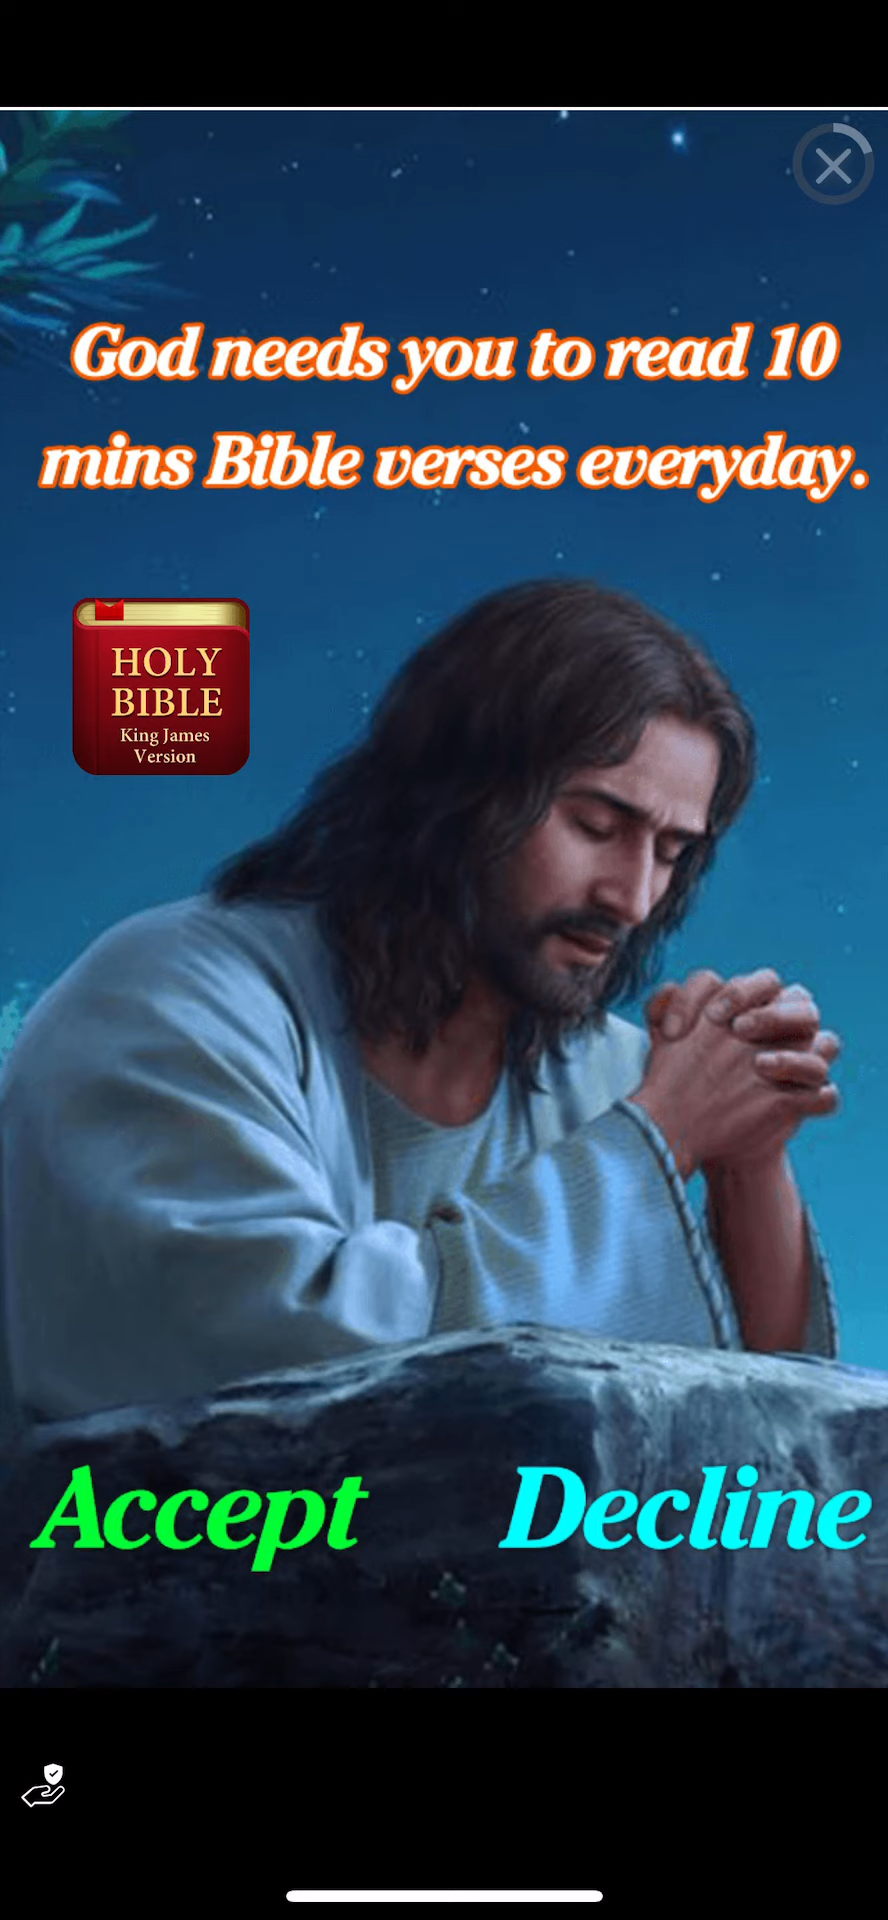 God needs you to read 10
mins Bible verses everyday.
HOLY
BIBLE
King James
Version
Accept Decline